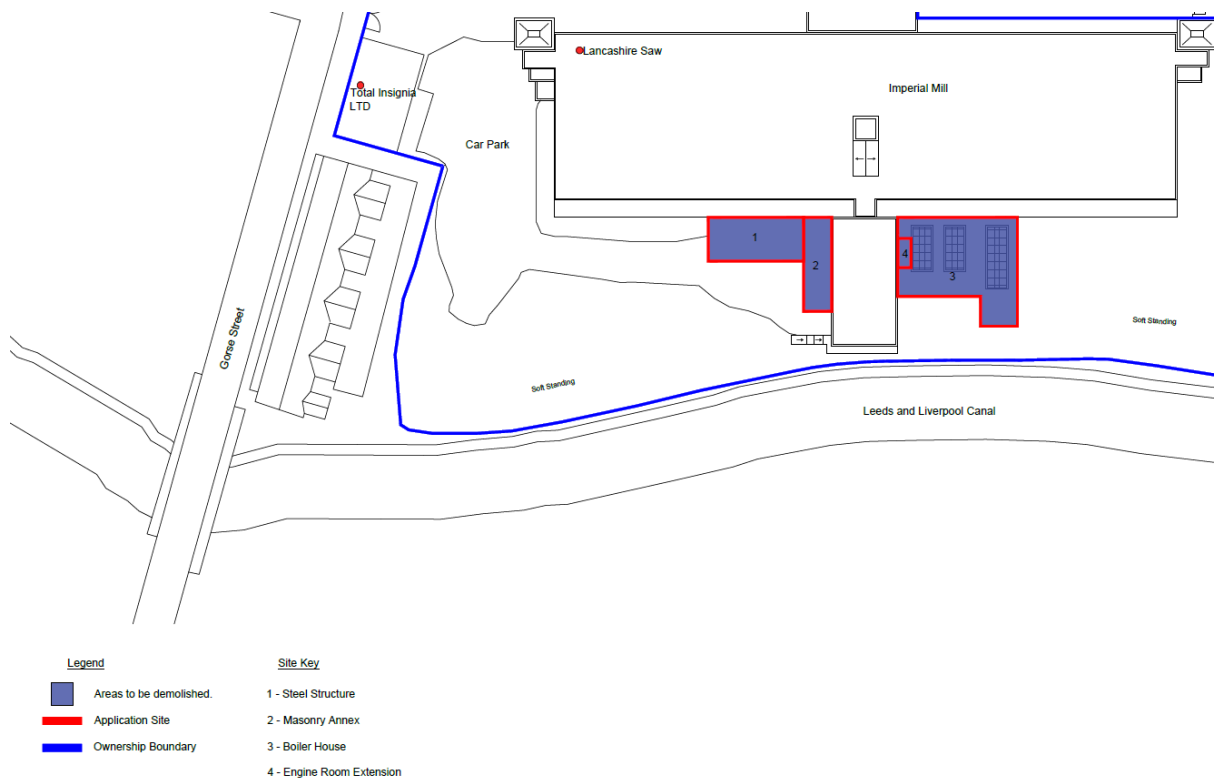 Lancashire Saw
Total Insignia
LTD
Imperial Mill
Car Park
1
2
4
3
Soft Standing
Gorse Street
Soft Standing
Leeds and Liverpool Canal
Legend
Areas to be demolished.
Application Site
Ownership Boundary
Site Key
1 - Steel Structure
2 - Masonry Annex
3 - Boiler House
4 - Engine Room Extension